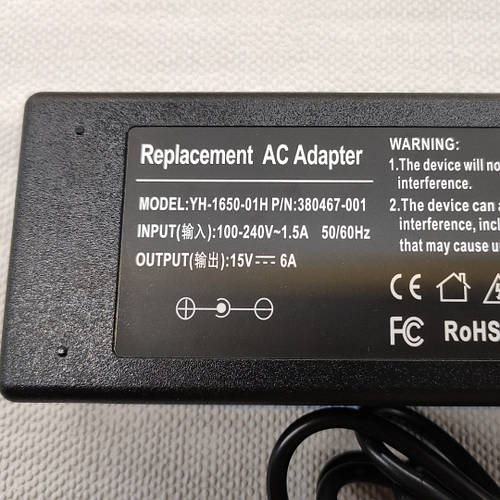 Replacement AC Adapter
MODEL:YH-1650-01H P/N:380467-001
INPUT(输入):100-240V~1.5A 50/60Hz
OUTPUT(输出):15V⎓ 6A
WARNING:
1.The device will no
interference.
2.The device can a
interference, incl
that may cause u
CE
FC RoHS